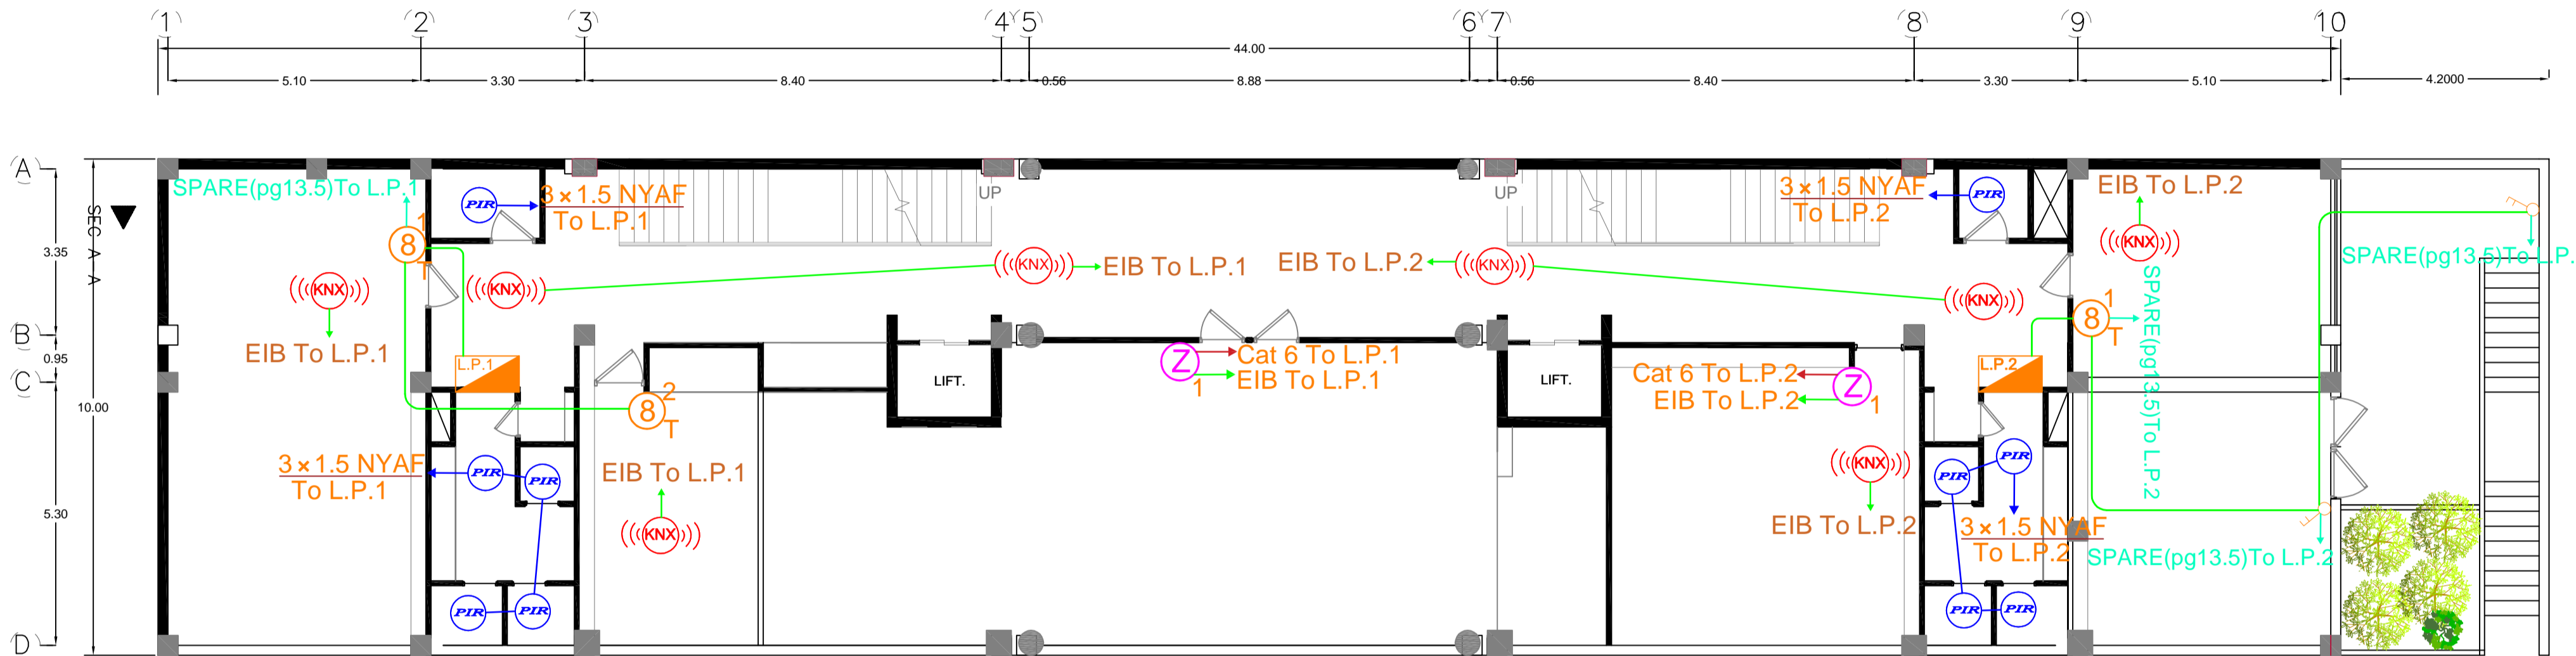 1 2 3 4 5 6 7 8 9 10
44.00
5.10 3.30 8.40 0.56 8.88 0.56 8.40 3.30 5.10 4.2000
A
B
C
D
3.35
0.95
5.30
10.00
SEC A A
SPARE(pg13.5)To L.P.1
PIR
3×1.5 NYAF
To L.P.1
1
8
T
UP
UP
3×1.5 NYAF
To L.P.2
PIR
EIB To L.P.2
KNX
SPARE(pg13.5)To L.P.
KNX
EIB To L.P.1
KNX
KNX
EIB To L.P.1
EIB To L.P.2
KNX
KNX
1
8
T
SPARE(pg13.5)To L.P.2
L.P.1
LIFT.
Z
1
Cat 6 To L.P.1
EIB To L.P.1
LIFT.
Cat 6 To L.P.2
EIB To L.P.2
Z
1
L.P.2
2
8
T
3×1.5 NYAF
To L.P.1
PIR
PIR
PIR
PIR
EIB To L.P.1
KNX
KNX
EIB To L.P.2
PIR
PIR
3×1.5 NYAF
To L.P.2
PIR
PIR
SPARE(pg13.5)To L.P.2